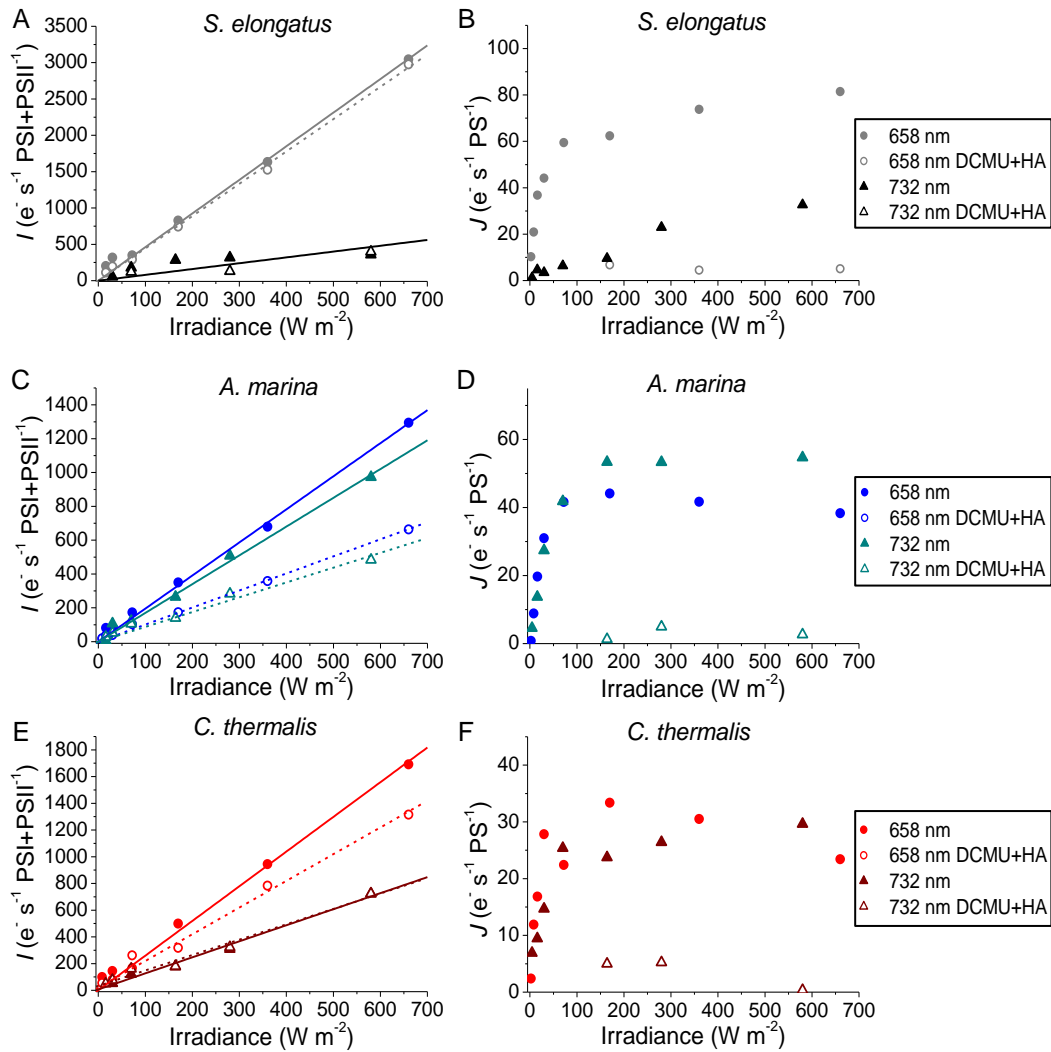 A
S. elongatus
I (e⁻ s⁻¹ PSI+PSII⁻¹)
3500
3000
2500
2000
1500
1000
500
0
0 100 200 300 400 500 600 700
Irradiance (W m⁻²)
B
S. elongatus
J (e⁻ s⁻¹ PS⁻¹)
100
80
60
40
20
0
0 100 200 300 400 500 600 700
Irradiance (W m⁻²)
658 nm
658 nm DCMU+HA
732 nm
732 nm DCMU+HA
C
A. marina
I (e⁻ s⁻¹ PSI+PSII⁻¹)
1400
1200
1000
800
600
400
200
0
0 100 200 300 400 500 600 700
Irradiance (W m⁻²)
D
A. marina
J (e⁻ s⁻¹ PS⁻¹)
60
40
20
0
0 100 200 300 400 500 600 700
Irradiance (W m⁻²)
658 nm
658 nm DCMU+HA
732 nm
732 nm DCMU+HA
E
C. thermalis
I (e⁻ s⁻¹ PSI+PSII⁻¹)
1800
1600
1400
1200
1000
800
600
400
200
0
0 100 200 300 400 500 600 700
Irradiance (W m⁻²)
F
C. thermalis
J (e⁻ s⁻¹ PS⁻¹)
40
30
20
10
0
0 100 200 300 400 500 600 700
Irradiance (W m⁻²)
658 nm
658 nm DCMU+HA
732 nm
732 nm DCMU+HA